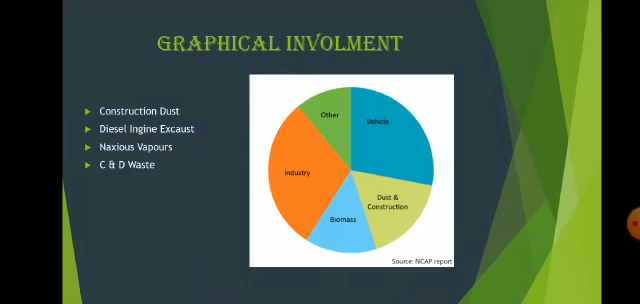 GRAPHICAL INVOLMENT
Construction Dust
Diesel Ingine Excaust
Naxious Vapours
C & D Waste
Other
Vehicle
Industry
Dust &
Construction
Biomass
Source: NCAP report